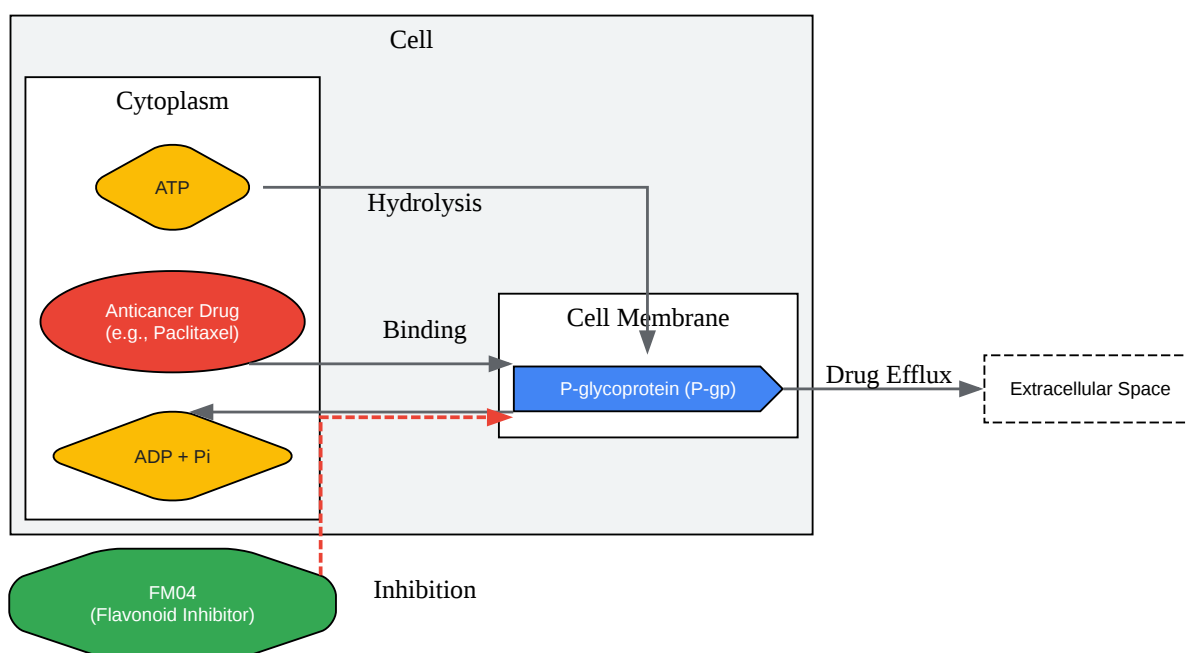 Cell
Cytoplasm
ATP
Hydrolysis
Anticancer Drug
(e.g., Paclitaxel)
Binding
Cell Membrane
P-glycoprotein (P-gp)
Drug Efflux
Extracellular Space
ADP + Pi
FM04
(Flavonoid Inhibitor)
Inhibition